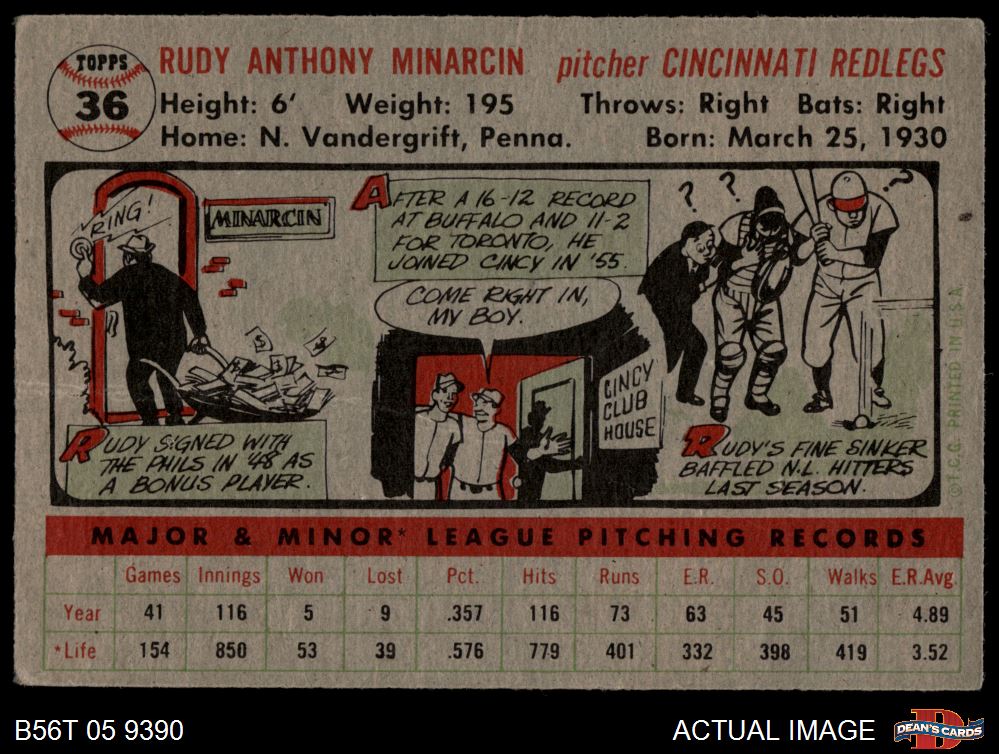 TOPPS
36
RUDY ANTHONY MINARCIN pitcher CINCINNATI REDLEGS
Height: 6' Weight: 195 Throws: Right Bats: Right
Home: N. Vandergrift, Penna. Born: March 25, 1930
RING!
MINARCIN
RUDY SIGNED WITH
THE PHILS IN '48 AS
A BONUS PLAYER.
AFTER A 16-12 RECORD
AT BUFFALO AND 11-2
FOR TORONTO, HE
JOINED CINCY IN '55.
COME RIGHT IN,
MY BOY.
CINCY
CLUB
HOUSE
? ? ?
RUDY'S FINE SINKER
BAFFLED N.L. HITTERS
LAST SEASON.
© T.C.G. PRINTED IN U.S.A.
MAJOR & MINOR* LEAGUE PITCHING RECORDS
Games Innings Won Lost Pct. Hits Runs E.R. S.O. Walks E.R.Avg.
Year 41 116 5 9 .357 116 73 63 45 51 4.89
*Life 154 850 53 39 .576 779 401 332 398 419 3.52
B56T 05 9390
ACTUAL IMAGE
DEAN'S CARDS